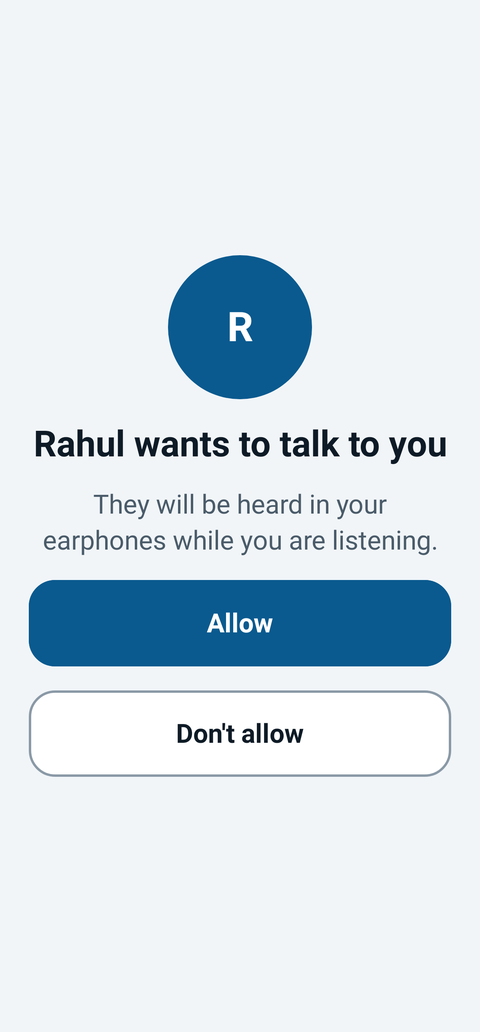 R
Rahul wants to talk to you
They will be heard in your
earphones while you are listening.
Allow
Don't allow